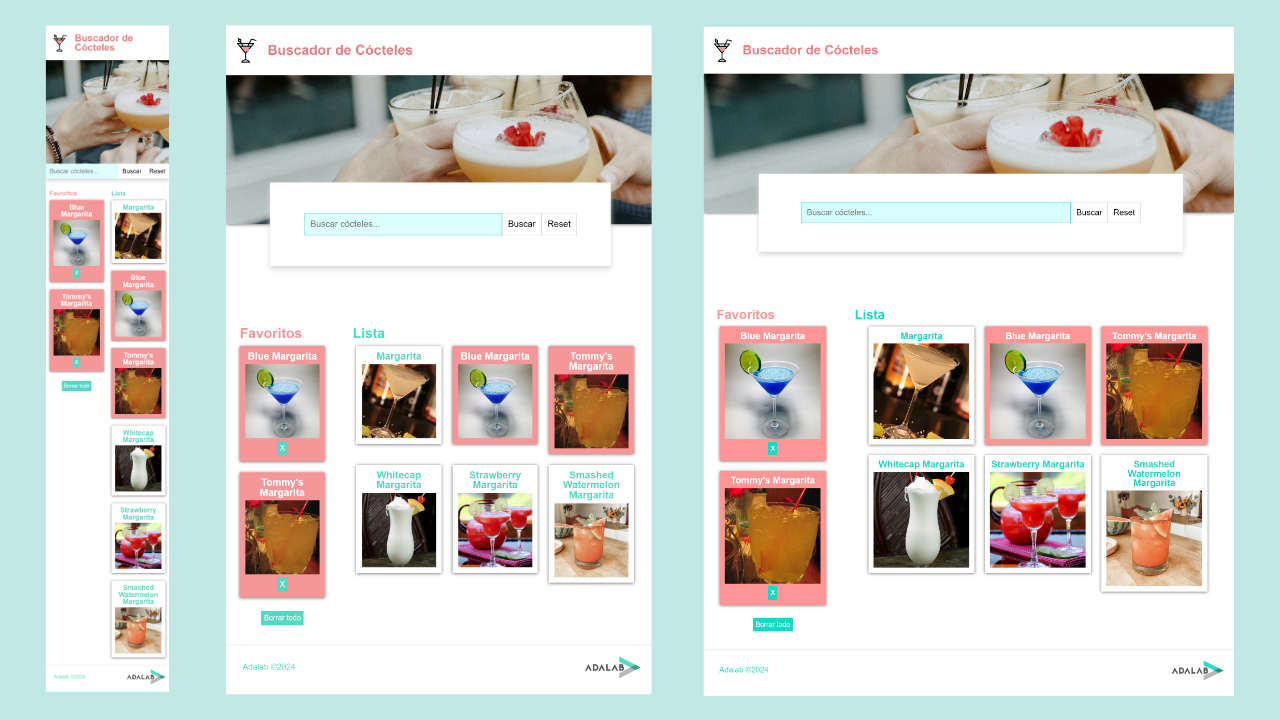 Buscador de
Cócteles
Buscar cócteles...
Buscar
Reset
Favoritos
Blue
Margarita
X
Tommy's
Margarita
X
Borrar todo
Lista
Margarita
Blue
Margarita
Tommy's
Margarita
Whitecap
Margarita
Strawberry
Margarita
Smashed
Watermelon
Margarita
Adalab ©2024
ADALAB
Buscador de Cócteles
Buscar cócteles...
Buscar
Reset
Favoritos
Blue Margarita
X
Tommy's
Margarita
X
Borrar todo
Lista
Margarita
Blue Margarita
Tommy's
Margarita
Whitecap
Margarita
Strawberry
Margarita
Smashed
Watermelon
Margarita
Adalab ©2024
ADALAB
Buscador de Cócteles
Buscar cócteles...
Buscar
Reset
Favoritos
Blue Margarita
X
Tommy's Margarita
X
Borrar todo
Lista
Margarita
Blue Margarita
Tommy's Margarita
Whitecap Margarita
Strawberry Margarita
Smashed
Watermelon
Margarita
Adalab ©2024
ADALAB